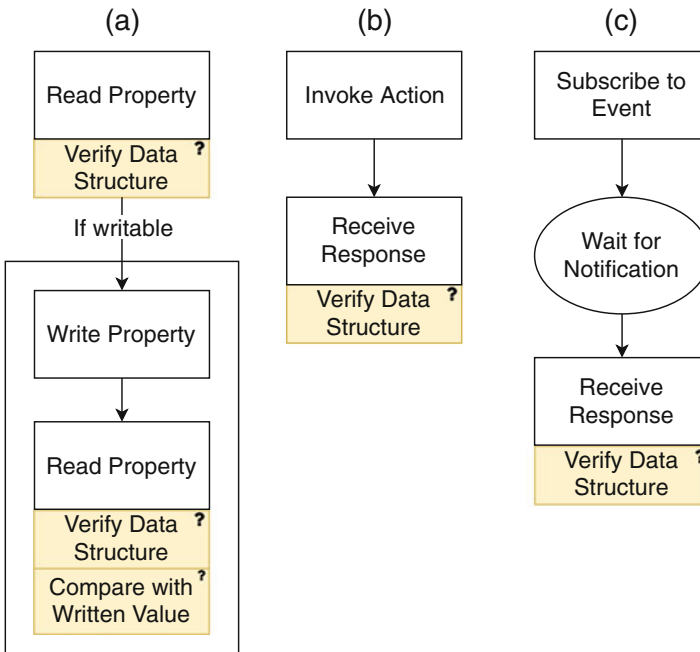 (a)
Read Property
Verify Data ?
Structure
If writable
Write Property
Read Property
Verify Data ?
Structure
Compare with ?
Written Value
(b)
Invoke Action
Receive
Response
Verify Data ?
Structure
(c)
Subscribe to
Event
Wait for
Notification
Receive
Response
Verify Data ?
Structure